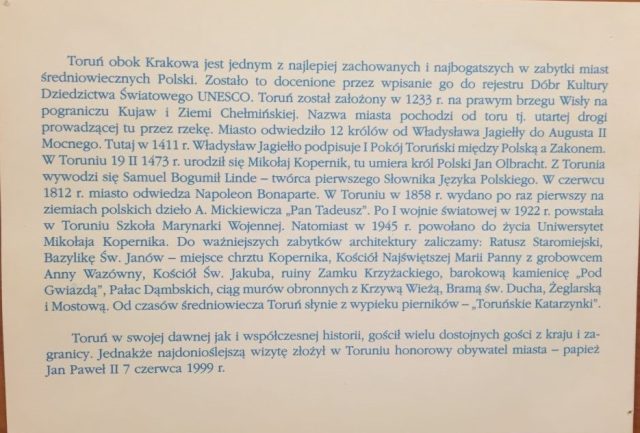 Toruń obok Krakowa jest jednym z najlepiej zachowanych i najbogatszych w zabytki miast
średniowiecznych Polski. Zostało to docenione przez wpisanie go do rejestru Dóbr Kultury
Dziedzictwa Światowego UNESCO. Toruń został założony w 1233 r. na prawym brzegu Wisły na
pograniczu Kujaw i Ziemi Chełmińskiej. Nazwa miasta pochodzi od toru tj. utartej drogi
prowadzącej tu przez rzekę. Miasto odwiedziło 12 królów od Władysława Jagiełły do Augusta II
Mocnego. Tutaj w 1411 r. Władysław Jagiełło podpisuje I Pokój Toruński między Polską a Zakonem.
W Toruniu 19 II 1473 r. urodził się Mikołaj Kopernik, tu umiera król Polski Jan Olbracht. Z Torunia
wywodzi się Samuel Bogumił Linde – twórca pierwszego Słownika Języka Polskiego. W czerwcu
1812 r. miasto odwiedza Napoleon Bonaparte. W Toruniu w 1858 r. wydano po raz pierwszy na
ziemiach polskich dzieło A. Mickiewicza „Pan Tadeusz". Po I wojnie światowej w 1922 r. powstała
w Toruniu Szkoła Marynarki Wojennej. Natomiast w 1945 r. powołano do życia Uniwersytet
Mikołaja Kopernika. Do ważniejszych zabytków architektury zaliczamy: Ratusz Staromiejski,
Bazylikę Św. Janów – miejsce chrztu Kopernika, Kościół Najświętszej Marii Panny z grobowcem
Anny Wazówny, Kościół Św. Jakuba, ruiny Zamku Krzyżackiego, barokową kamienicę „Pod
Gwiazdą", Pałac Dąmbskich, ciąg murów obronnych z Krzywą Wieżą, Bramą św. Ducha, Żeglarską
i Mostową. Od czasów średniowiecza Toruń słynie z wypieku pierników – „Toruńskie Katarzynki".
Toruń w swojej dawnej jak i współczesnej historii, gościł wielu dostojnych gości z kraju i za-
granicy. Jednakże najdonioślejszą wizytę złożył w Toruniu honorowy obywatel miasta – papież
Jan Paweł II 7 czerwca 1999 r.